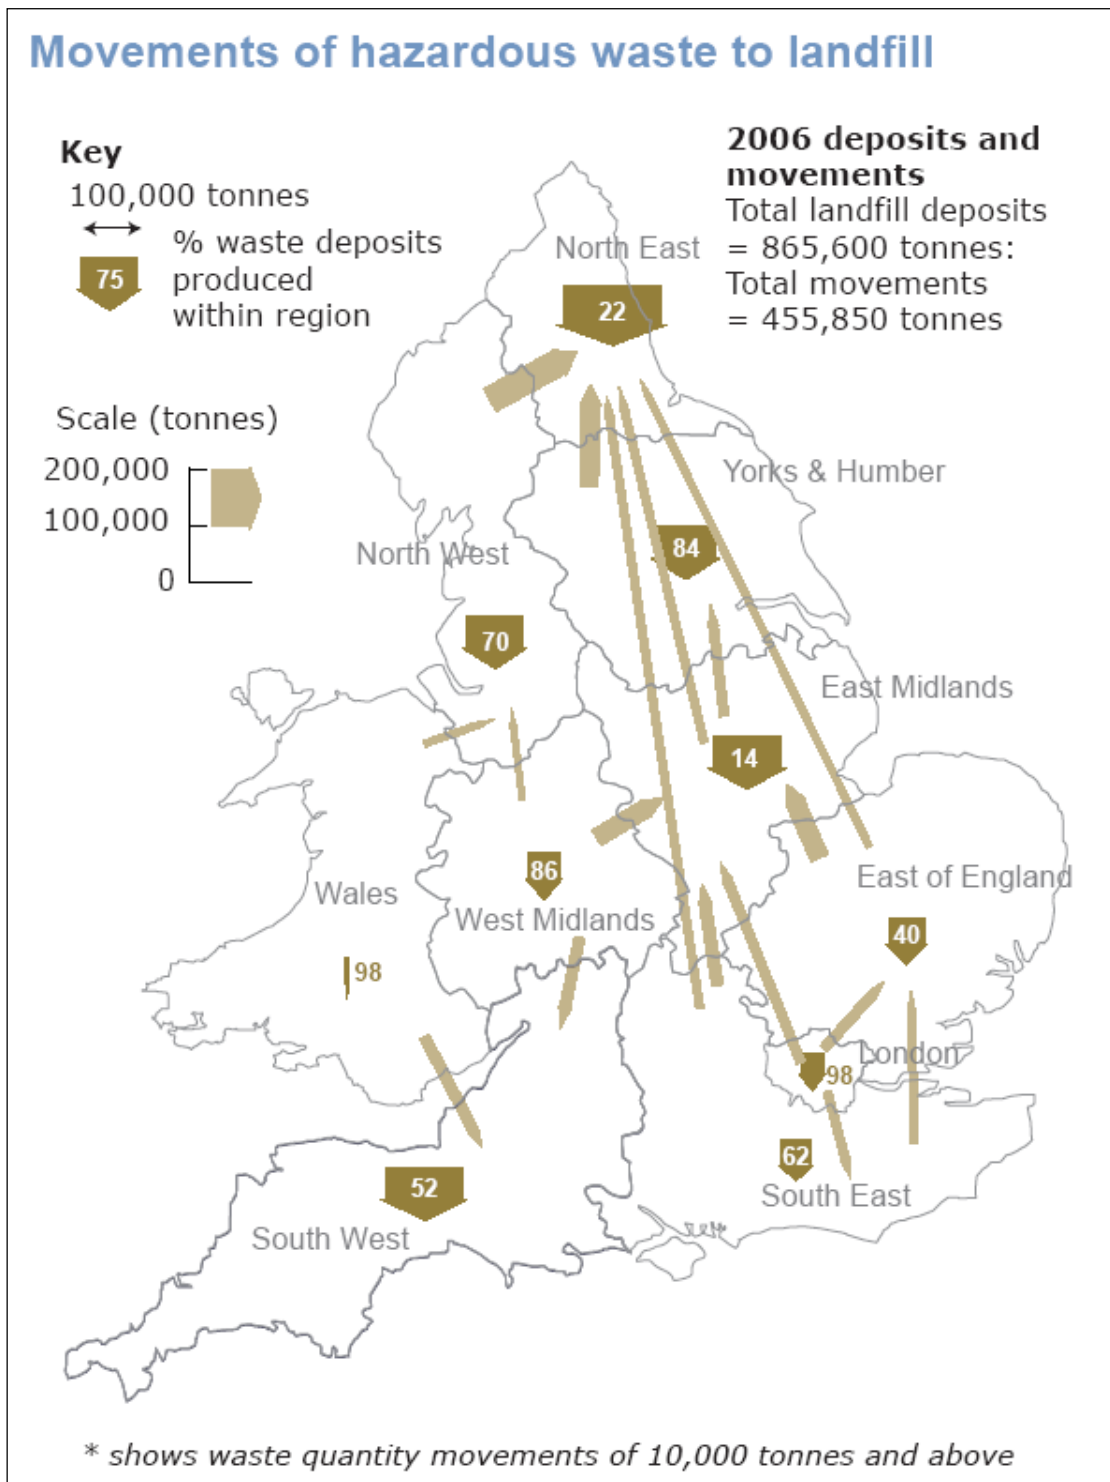 Movements of hazardous waste to landfill
Key
100,000 tonnes
75
% waste deposits
produced
within region
2006 deposits and
movements
Total landfill deposits
= 865,600 tonnes:
Total movements
= 455,850 tonnes
Scale (tonnes)
200,000
100,000
0
North East
22
Yorks & Humber
84
North West
70
East Midlands
14
86
West Midlands
Wales
98
East of England
40
London
98
62
South East
52
South West
* shows waste quantity movements of 10,000 tonnes and above